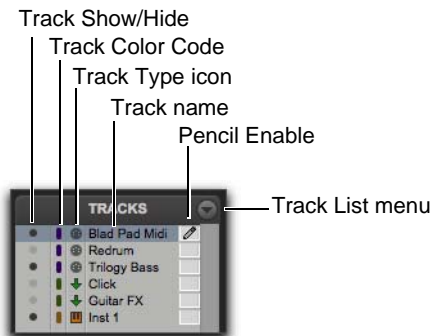 Track Show/Hide
Track Color Code
Track Type icon
Track name
Pencil Enable
Track List menu
TRACKS
Blad Pad Midi
Redrum
Trilogy Bass
Click
Guitar FX
Inst 1